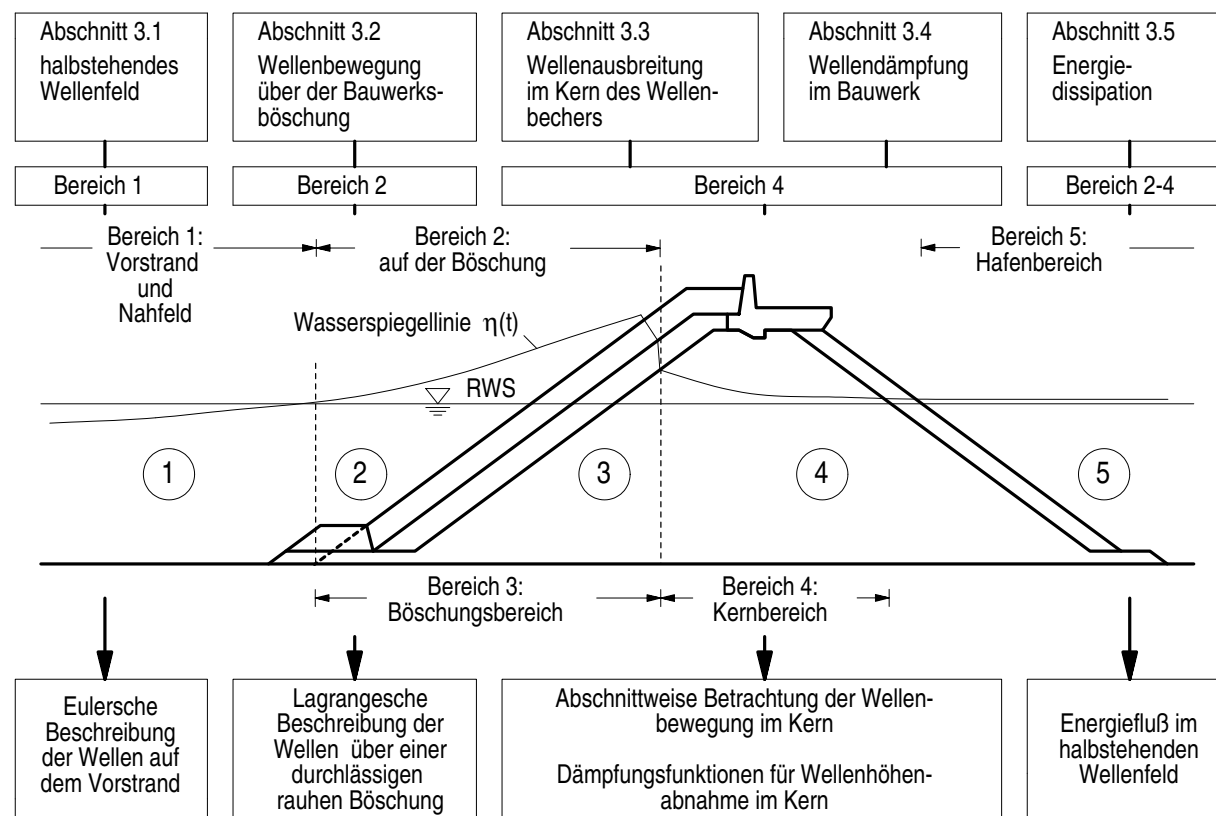 Abschnitt 3.1
halbstehendes
Wellenfeld
Abschnitt 3.2
Wellenbewegung
über der Bauwerks-
böschung
Abschnitt 3.3
Wellenausbreitung
im Kern des Wellen-
bechers
Abschnitt 3.4
Wellendämpfung
im Bauwerk
Abschnitt 3.5
Energie-
dissipation
Bereich 1
Bereich 2
Bereich 4
Bereich 2-4
Bereich 1:
Vorstrand
und
Nahfeld
Bereich 2:
auf der Böschung
Bereich 5:
Hafenbereich
Wasserspiegellinie η(t)
RWS
1
2
3
4
5
Bereich 3:
Böschungsbereich
Bereich 4:
Kernbereich
Eulersche
Beschreibung
der Wellen auf
dem Vorstrand
Lagrangesche
Beschreibung der
Wellen über einer
durchlässigen
rauhen Böschung
Abschnittweise Betrachtung der Wellen-
bewegung im Kern
Dämpfungsfunktionen für Wellenhöhen-
abnahme im Kern
Energiefluß im
halbstehenden
Wellenfeld